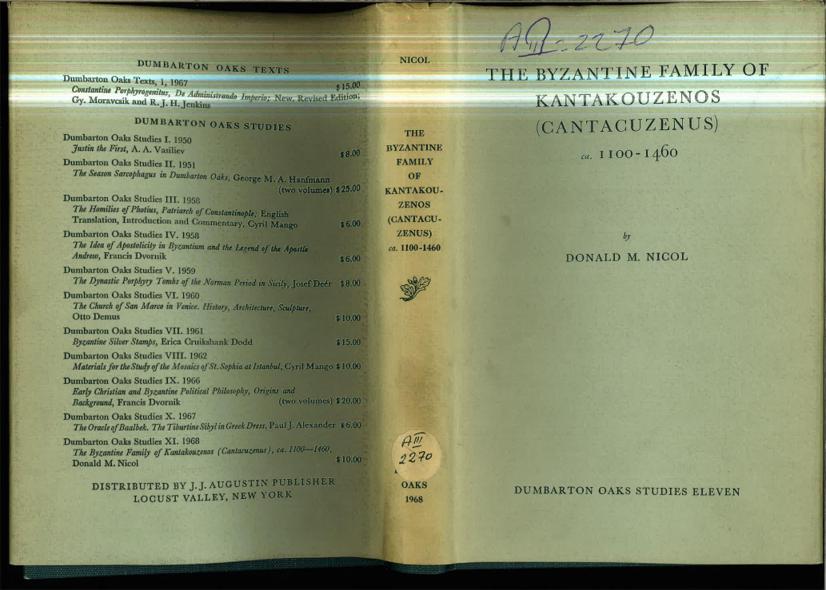 DUMBARTON OAKS TEXTS
Dumbarton Oaks Texts, 1, 1967
$15.00
Constantine Porphyrogenitus, De Administrando Imperio; New, Revised Edition;
Gy. Moravcsik and R. J. H. Jenkins
DUMBARTON OAKS STUDIES
Dumbarton Oaks Studies I. 1950
Justin the First, A. A. Vasiliev
$8.00
Dumbarton Oaks Studies II. 1951
The Season Sarcophagus in Dumbarton Oaks, George M. A. Hanfmann
(two volumes) $25.00
Dumbarton Oaks Studies III. 1958
The Homilies of Photius, Patriarch of Constantinople; English
Translation, Introduction and Commentary, Cyril Mango $6.00
Dumbarton Oaks Studies IV. 1958
The Idea of Apostolicity in Byzantium and the Legend of the Apostle
Andrew, Francis Dvornik $6.00
Dumbarton Oaks Studies V. 1959
The Dynastic Porphyry Tombs of the Norman Period in Sicily, Josef Deér $8.00
Dumbarton Oaks Studies VI. 1960
The Church of San Marco in Venice. History, Architecture, Sculpture,
Otto Demus $10.00
Dumbarton Oaks Studies VII. 1961
Byzantine Silver Stamps, Erica Cruikshank Dodd $15.00
Dumbarton Oaks Studies VIII. 1962
Materials for the Study of the Mosaics of St. Sophia at Istanbul, Cyril Mango $10.00
Dumbarton Oaks Studies IX. 1966
Early Christian and Byzantine Political Philosophy, Origins and
Background, Francis Dvornik (two volumes) $20.00
Dumbarton Oaks Studies X. 1967
The Oracle of Baalbek. The Tiburtine Sibyl in Greek Dress, Paul J. Alexander $6.00
Dumbarton Oaks Studies XI. 1968
The Byzantine Family of Kantakouzenos (Cantacuzenus), ca. 1100—1460,
Donald M. Nicol $10.00
DISTRIBUTED BY J. J. AUGUSTIN PUBLISHER
LOCUST VALLEY, NEW YORK
NICOL
THE
BYZANTINE
FAMILY
OF
KANTAKOU-
ZENOS
(CANTACU-
ZENUS)
ca. 1100-1460
AIII
2270
OAKS
1968
AIII-2270
THE BYZANTINE FAMILY OF
KANTAKOUZENOS
(CANTACUZENUS)
ca. 1100-1460
by
DONALD M. NICOL
DUMBARTON OAKS STUDIES ELEVEN